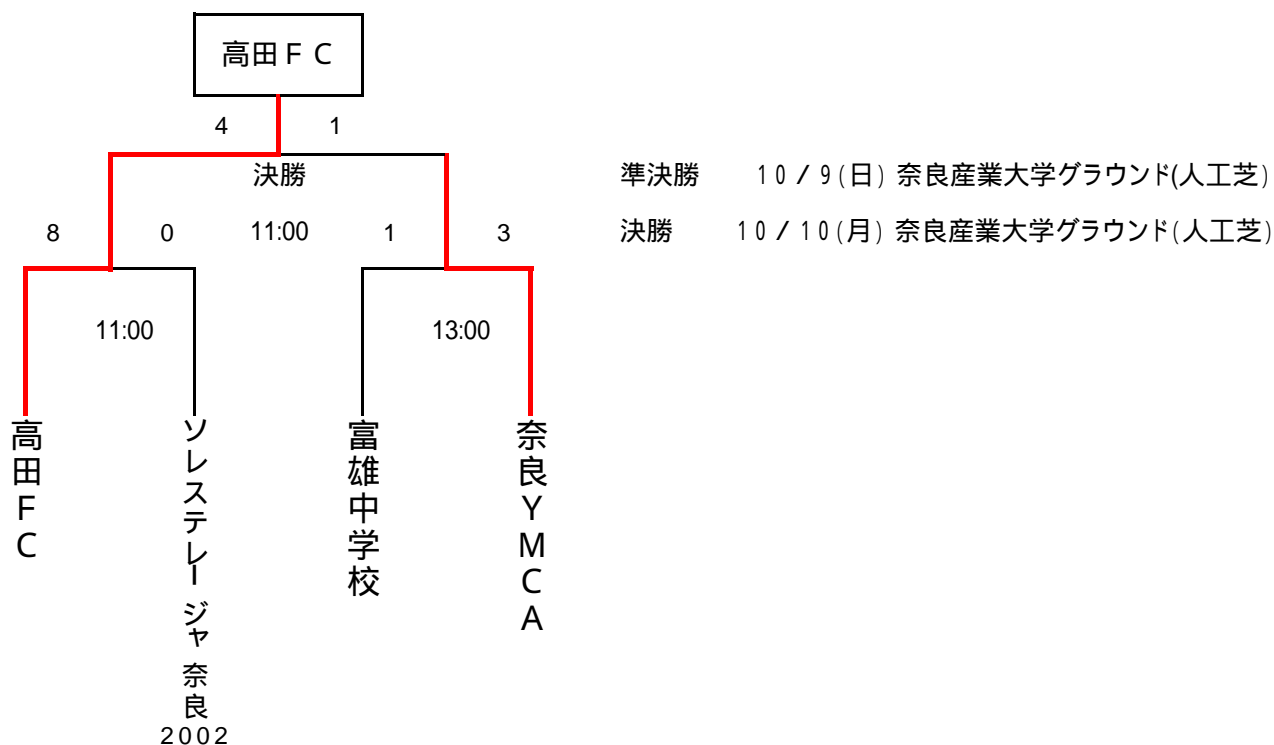 高田ＦＣ
4 1
決勝
準決勝 １０／９(日) 奈良産業大学グラウンド(人工芝)
8 0 11:00 1 3
決勝 １０／１０(月) 奈良産業大学グラウンド(人工芝)
11:00 13:00
高田ＦＣ
ソレステレージャ奈良
2002
富雄中学校
奈良ＹＭＣＡ